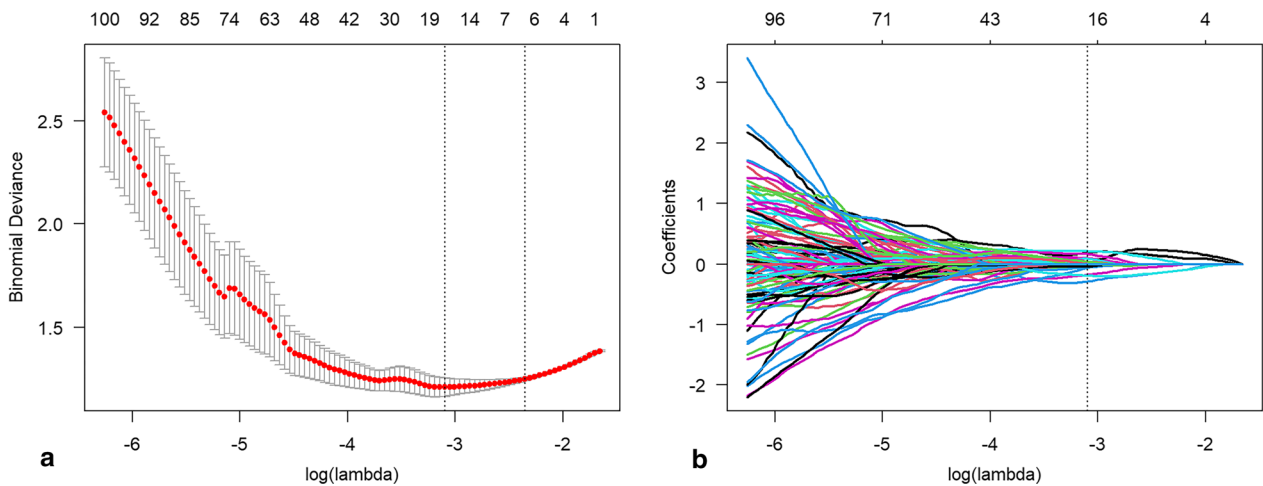 100 92 85 74 63 48 42 30 19 14 7 6 4 1
Binomial Deviance
2.5
2.0
1.5
-6 -5 -4 -3 -2
log(lambda)
a
96 71 43 16 4
Coefficients
3
2
1
0
-1
-2
-6 -5 -4 -3 -2
log(lambda)
b